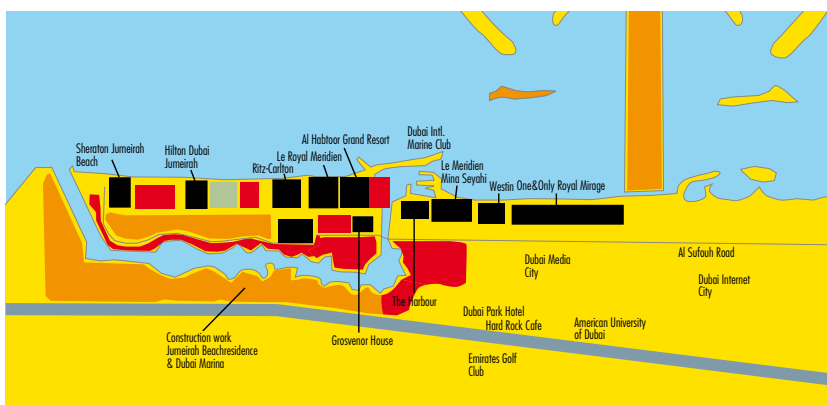 Sheraton Jumeirah
Beach
Hilton Dubai
Jumeirah
Ritz-Carlton
Le Royal Meridien
Al Habtoor Grand Resort
Dubai Intl.
Marine Club
Le Meridien
Mina Seyahi
Westin
One&Only Royal Mirage
Al Sufouh Road
Dubai Media
City
Dubai Internet
City
The Harbour
Dubai Park Hotel
Hard Rock Cafe
American University
of Dubai
Construction work
Jumeirah Beachresidence
& Dubai Marina
Grosvenor House
Emirates Golf
Club